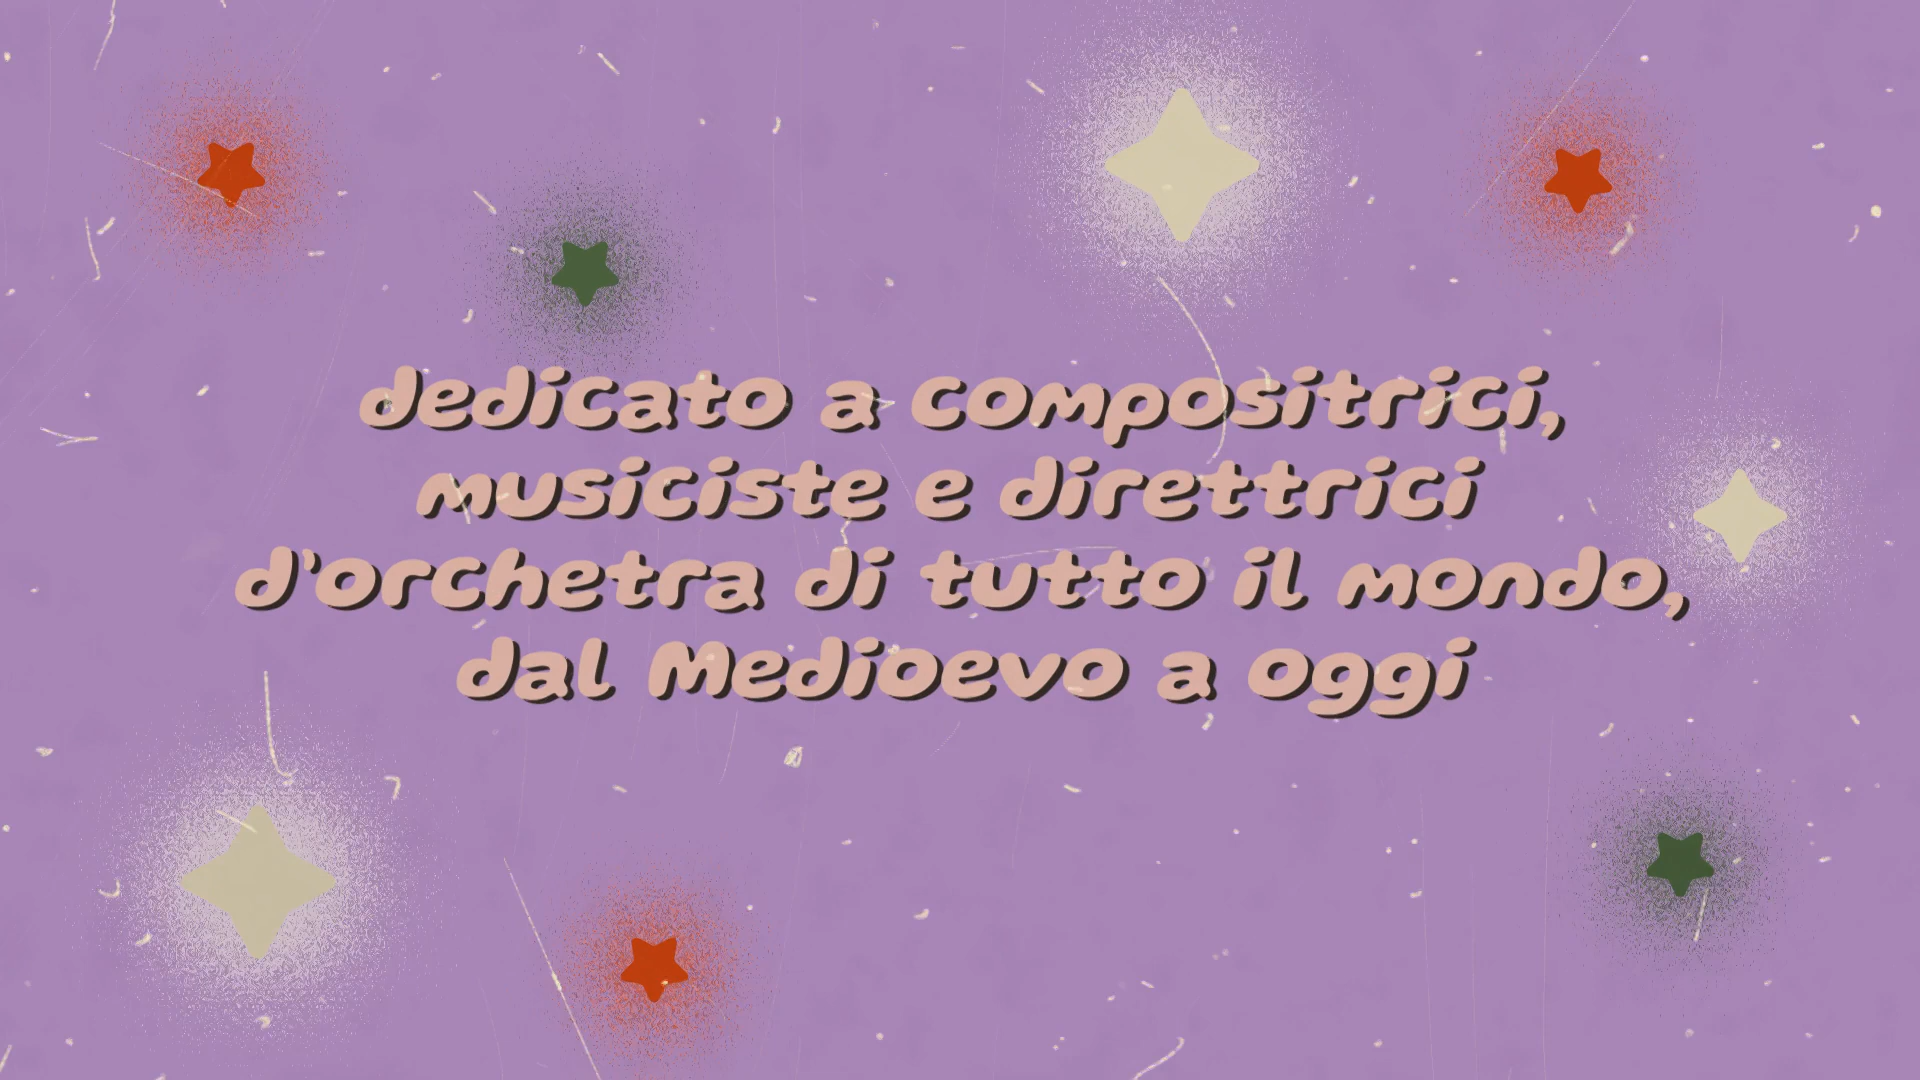 dedicato a compositrici,
musiciste e direttrici
d'orchetra di tutto il mondo,
dal Medioevo a oggi